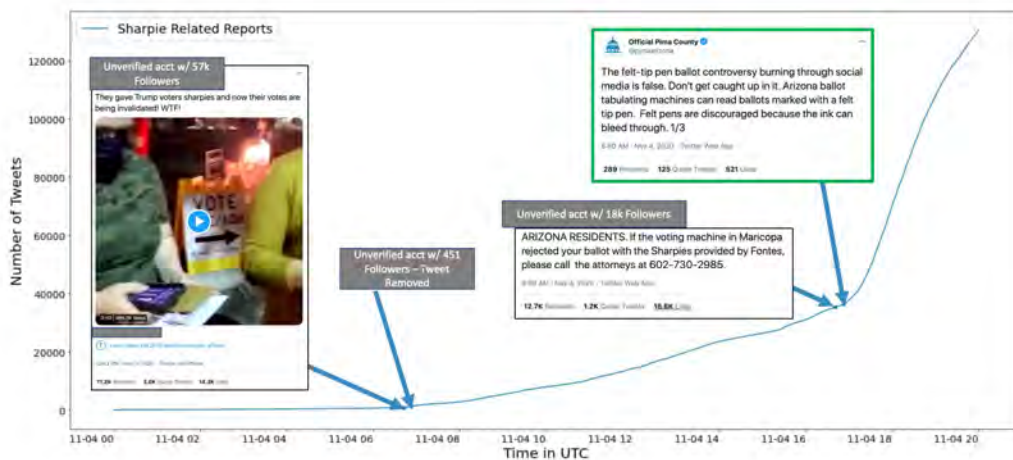 Sharpie Related Reports
120000
100000
80000
60000
40000
20000
0
Number of Tweets
Unverified acct w/ 57k
Followers
They gave Trump voters sharpies and now their votes are
being invalidated! WTF!
VOTE
Unverified acct w/ 451
Followers – Tweet
Removed
Unverified acct w/ 18k Followers
ARIZONA RESIDENTS. If the voting machine in Maricopa
rejected your ballot with the Sharpies provided by Fontes,
please call the attorneys at 602-730-2985.
12.7K Retweets 1.2K Quote Tweets 16.6K Likes
Official Pima County
The felt-tip pen ballot controversy burning through social
media is false. Don't get caught up in it. Arizona ballot
tabulating machines can read ballots marked with a felt
tip pen. Felt pens are discouraged because the ink can
bleed through. 1/3
289 Retweets 125 Quote Tweets 521 Likes
11-04 00 11-04 02 11-04 04 11-04 06 11-04 08 11-04 10 11-04 12 11-04 14 11-04 16 11-04 18 11-04 20
Time in UTC